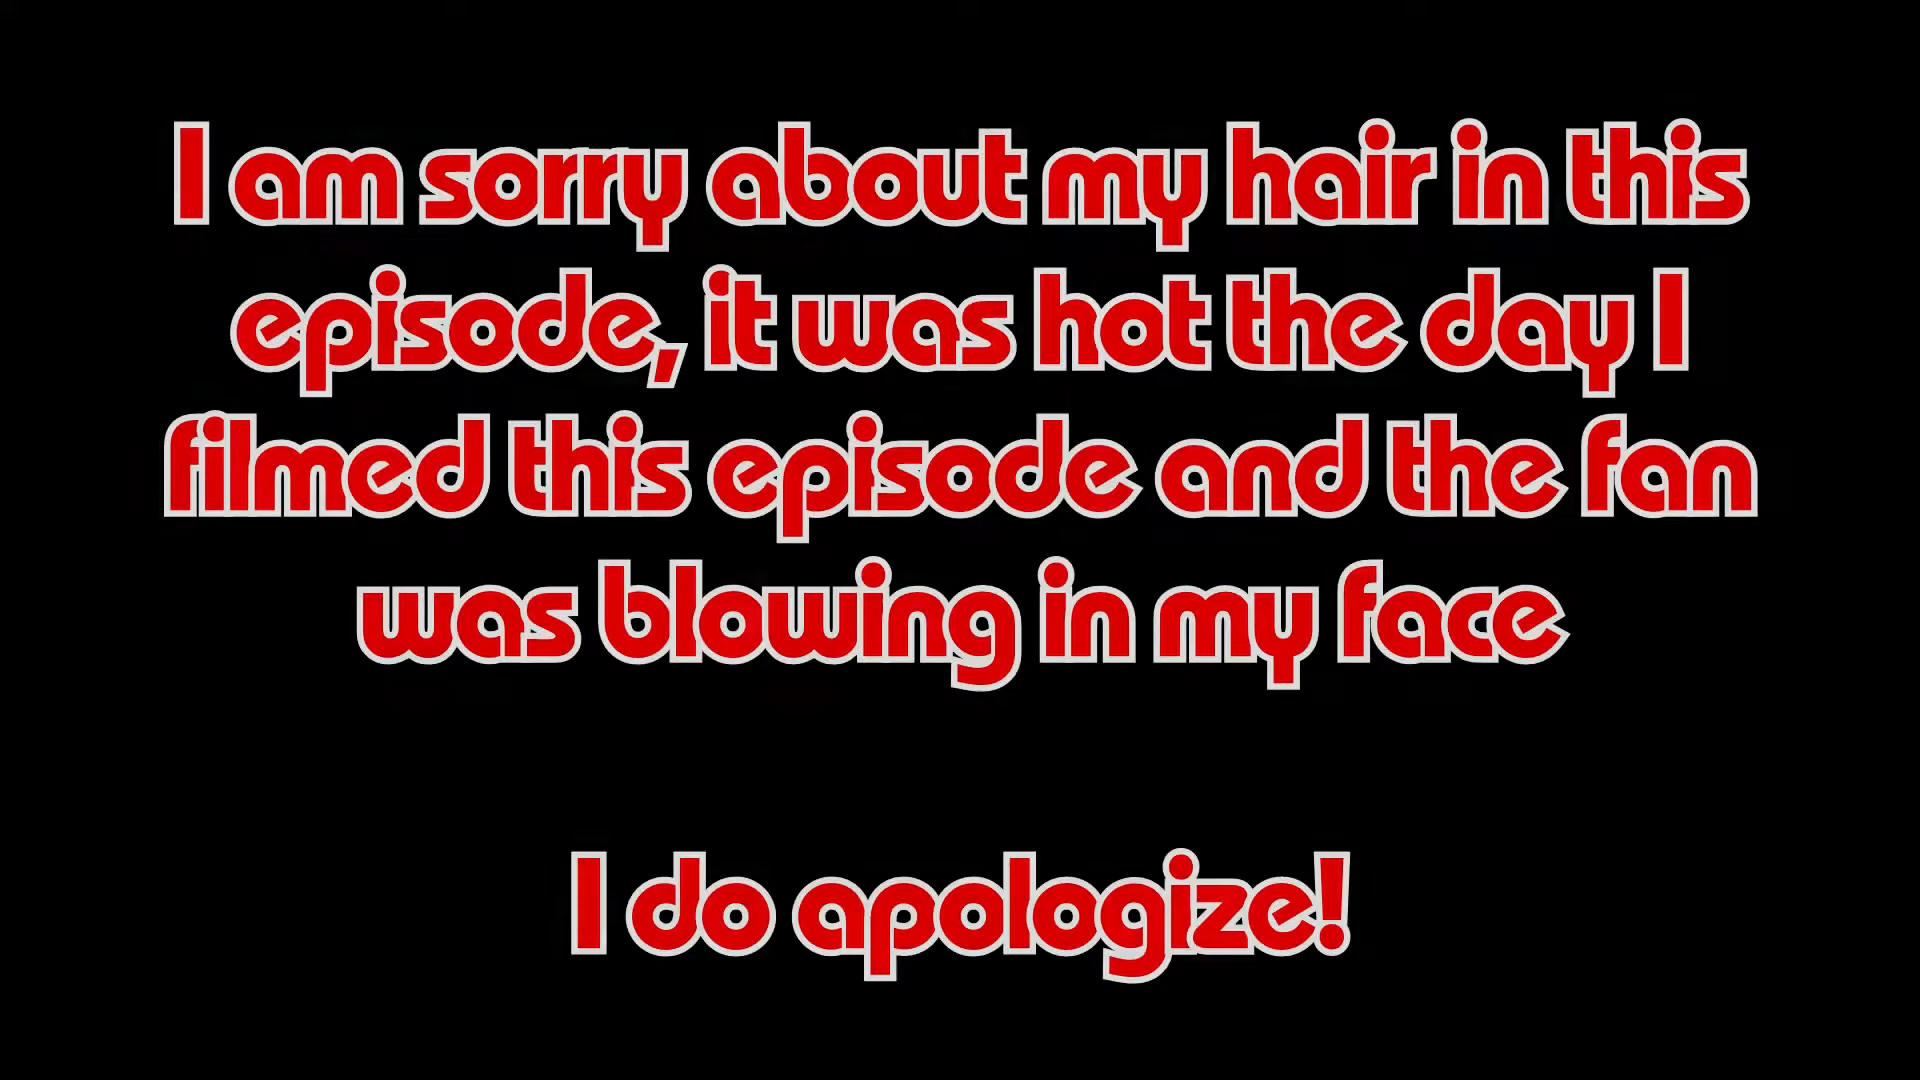 I am sorry about my hair in this
episode, it was hot the day I
filmed this episode and the fan
was blowing in my face
I do apologize!